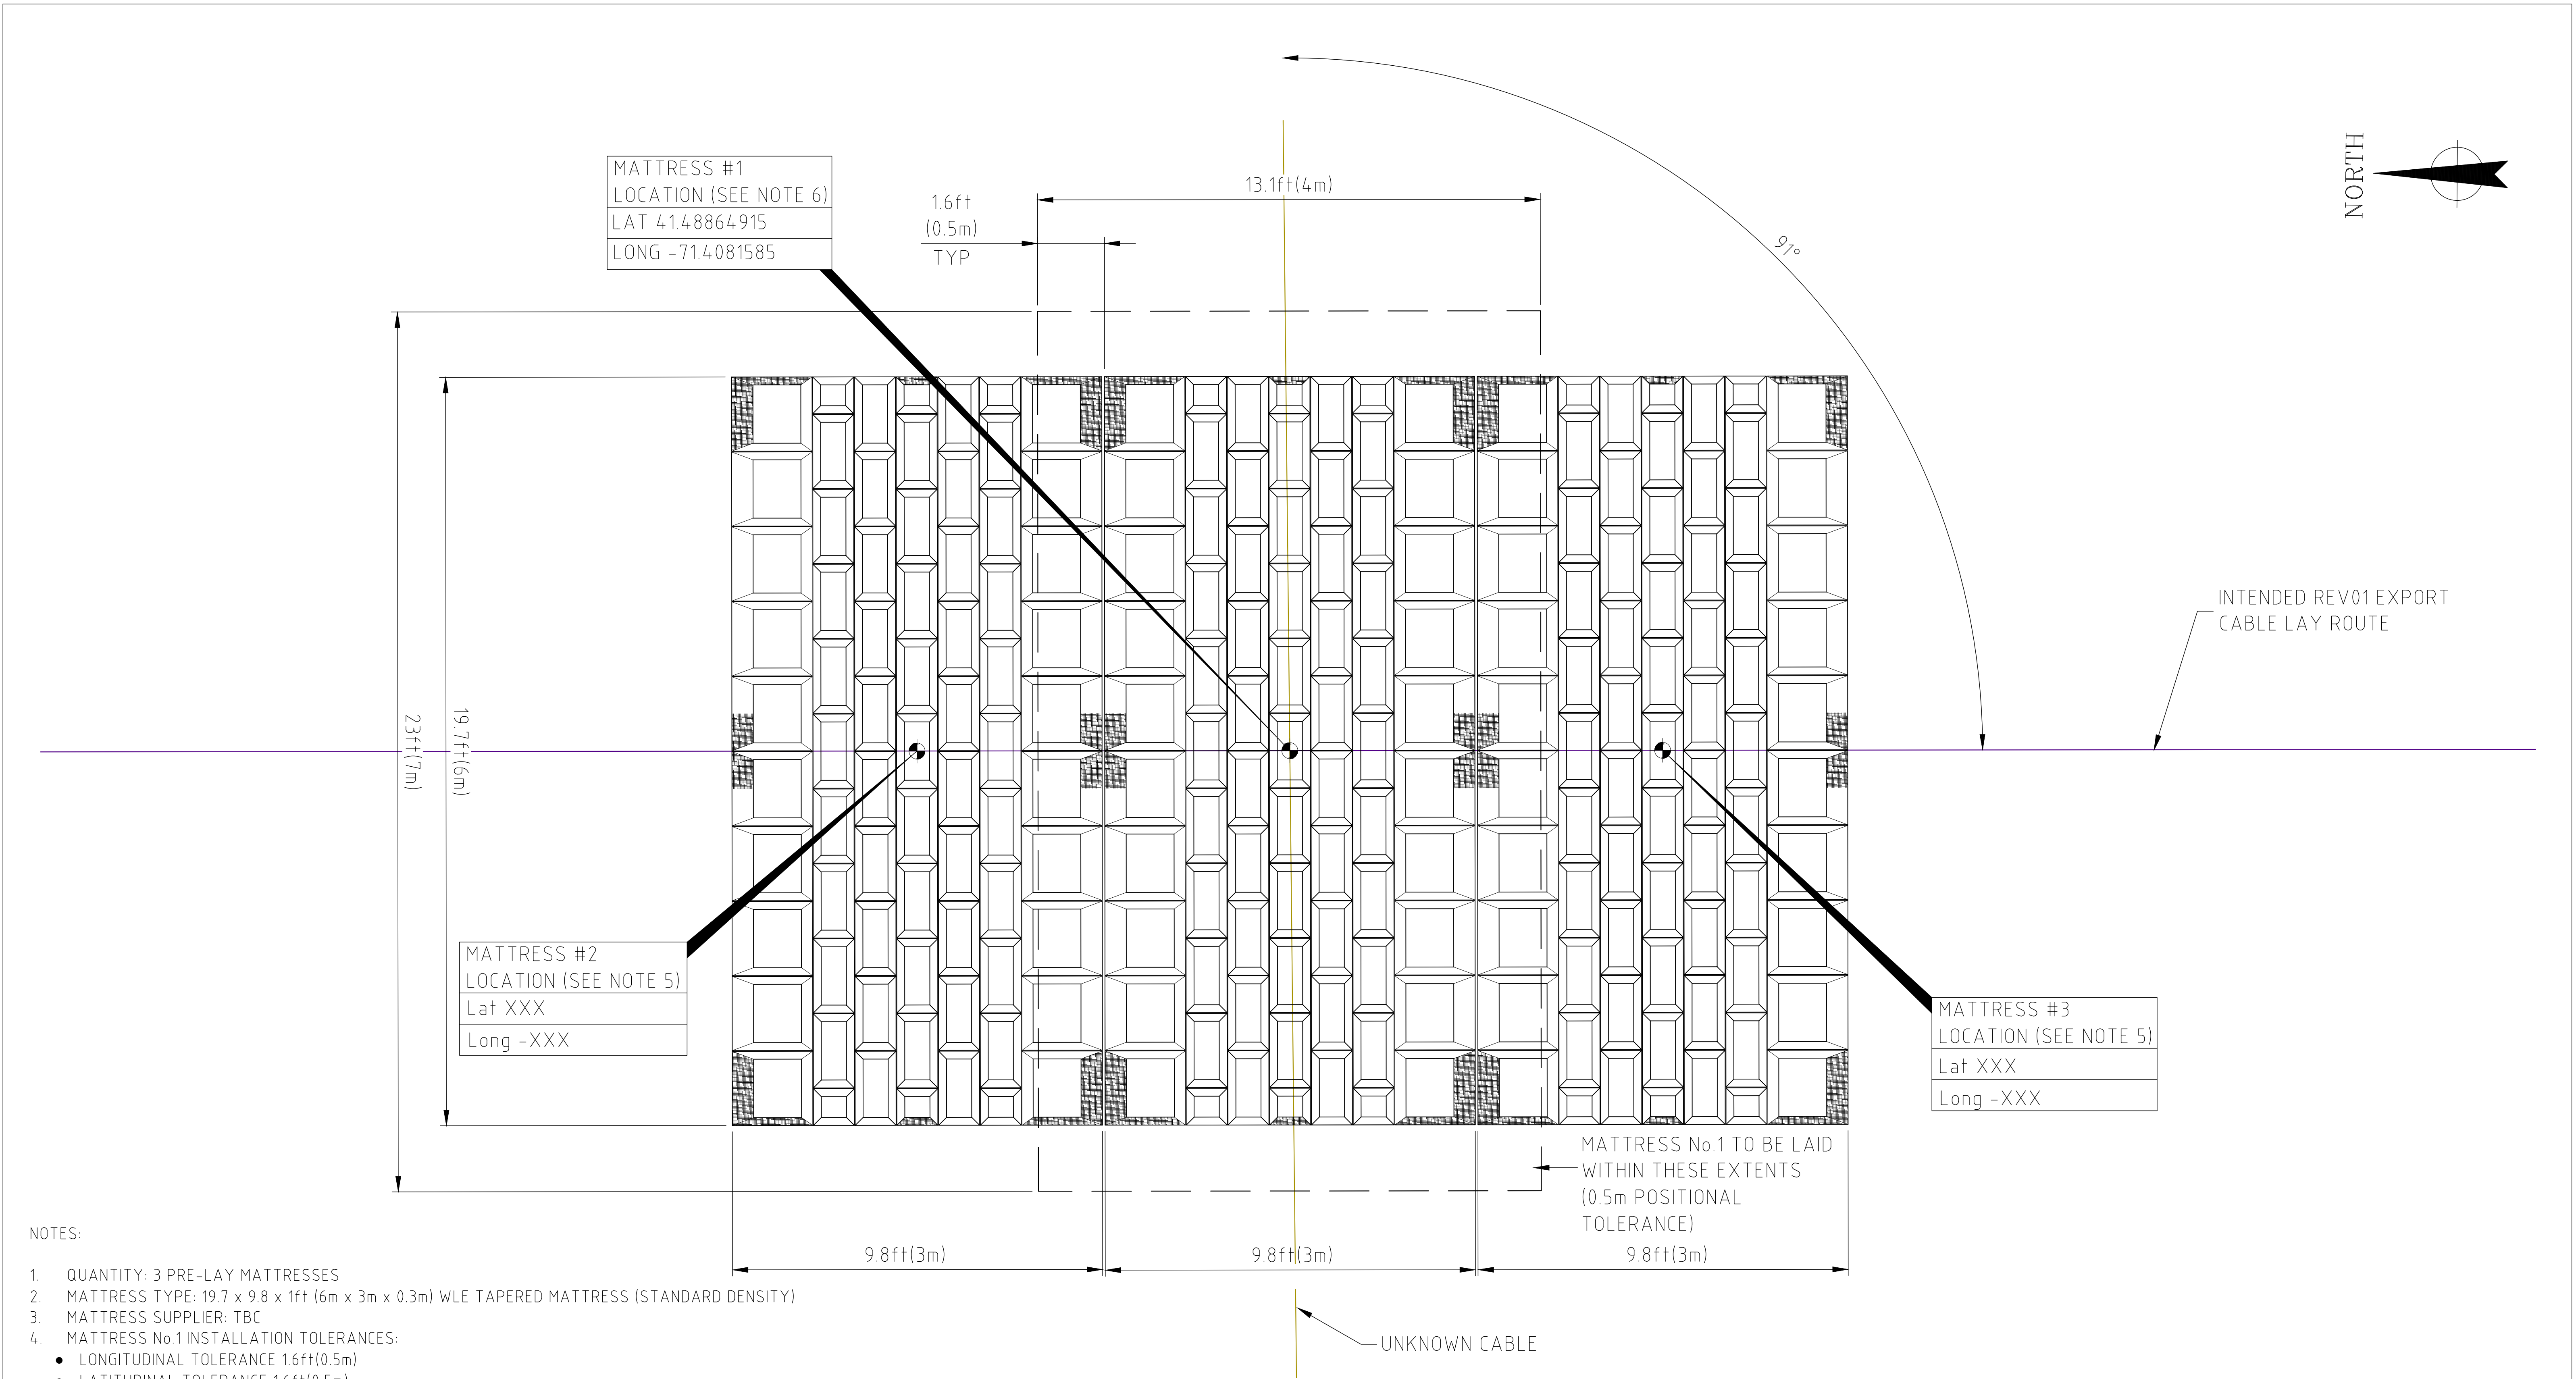 MATTRESS #1
LOCATION (SEE NOTE 6)
LAT 41.48864915
LONG -71.4081585
1.6ft
(0.5m)
TYP
13.1ft(4m)
91°
NORTH
23ft(7m)
19.7ft(6m)
INTENDED REV01 EXPORT
CABLE LAY ROUTE
MATTRESS #2
LOCATION (SEE NOTE 5)
Lat XXX
Long -XXX
MATTRESS #3
LOCATION (SEE NOTE 5)
Lat XXX
Long -XXX
MATTRESS No.1 TO BE LAID
WITHIN THESE EXTENTS
(0.5m POSITIONAL
TOLERANCE)
9.8ft(3m)
9.8ft(3m)
9.8ft(3m)
UNKNOWN CABLE
NOTES:
1. QUANTITY: 3 PRE-LAY MATTRESSES
2. MATTRESS TYPE: 19.7 x 9.8 x 1ft (6m x 3m x 0.3m) WLE TAPERED MATTRESS (STANDARD DENSITY)
3. MATTRESS SUPPLIER: TBC
4. MATTRESS No.1 INSTALLATION TOLERANCES:
● LONGITUDINAL TOLERANCE 1.6ft(0.5m)
● LATITUDINAL TOLERANCE 1.6ft(0.5m)